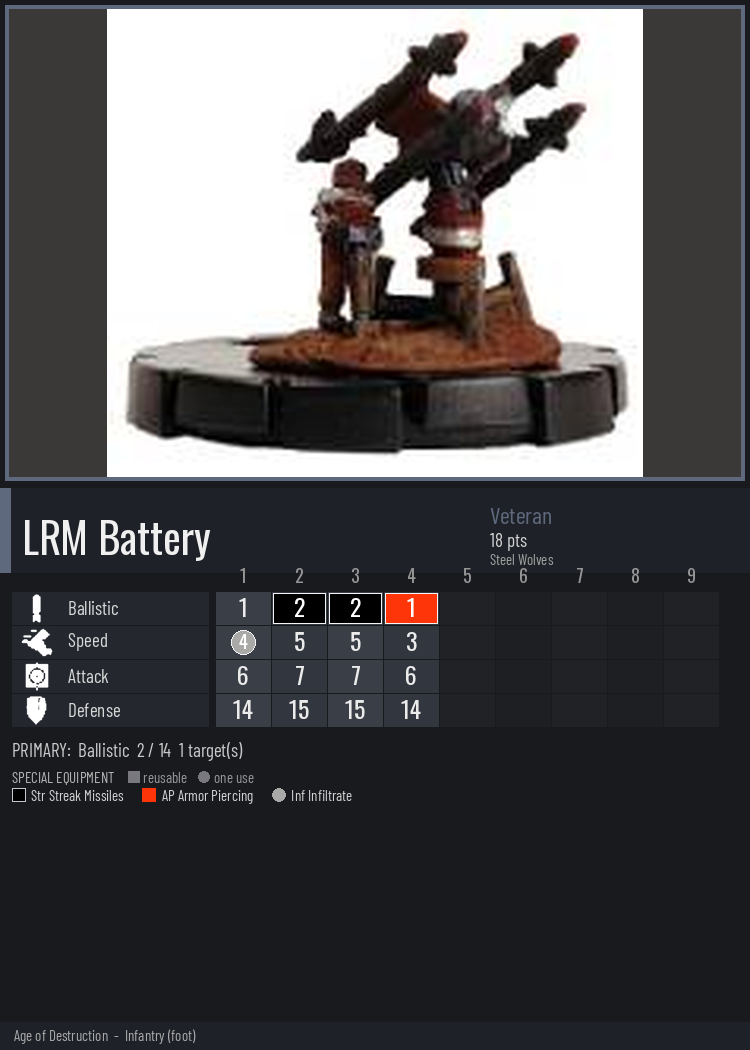 LRM Battery
Veteran
18 pts
Steel Wolves
1 2 3 4 5 6 7 8 9
Ballistic 1 2 2 1
Speed 4 5 5 3
Attack 6 7 7 6
Defense 14 15 15 14
PRIMARY: Ballistic 2 / 14 1 target(s)
SPECIAL EQUIPMENT reusable one use
Str Streak Missiles AP Armor Piercing Inf Infiltrate
Age of Destruction - Infantry (foot)